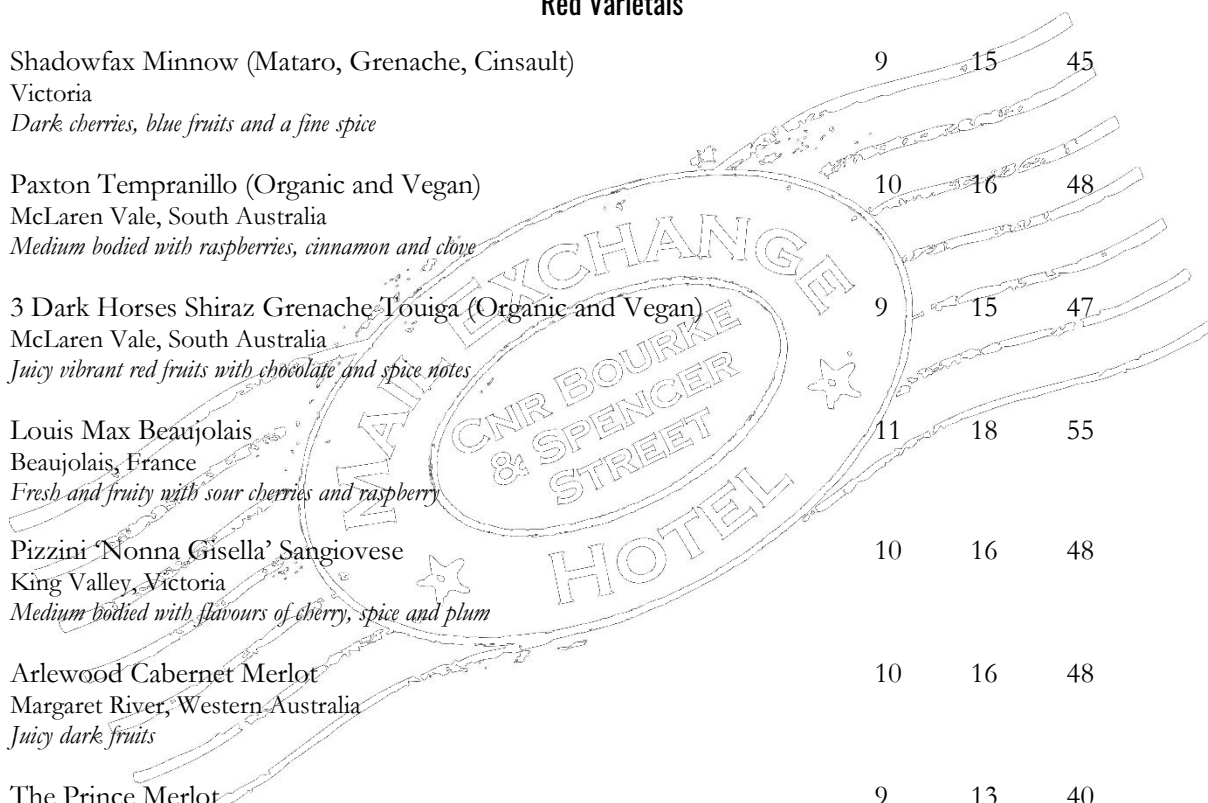 Red Varietals
Shadowfax Minnow (Mataro, Grenache, Cinsault) 9 15 45
Victoria
Dark cherries, blue fruits and a fine spice
Paxton Tempranillo (Organic and Vegan) 10 16 48
McLaren Vale, South Australia
Medium bodied with raspberries, cinnamon and clove
3 Dark Horses Shiraz Grenache Touiga (Organic and Vegan) 9 15 47
McLaren Vale, South Australia
Juicy vibrant red fruits with chocolate and spice notes
Louis Max Beaujolais 11 18 55
Beaujolais, France
Fresh and fruity with sour cherries and raspberry
Pizzini ‘Nonna Gisella’ Sangiovese 10 16 48
King Valley, Victoria
Medium bodied with flavours of cherry, spice and plum
Arlewood Cabernet Merlot 10 16 48
Margaret River, Western Australia
Juicy dark fruits
The Prince Merlot 9 13 40
MAIL EXCHANGE
HOTEL
CNR BOURKE
& SPENCER
STREET